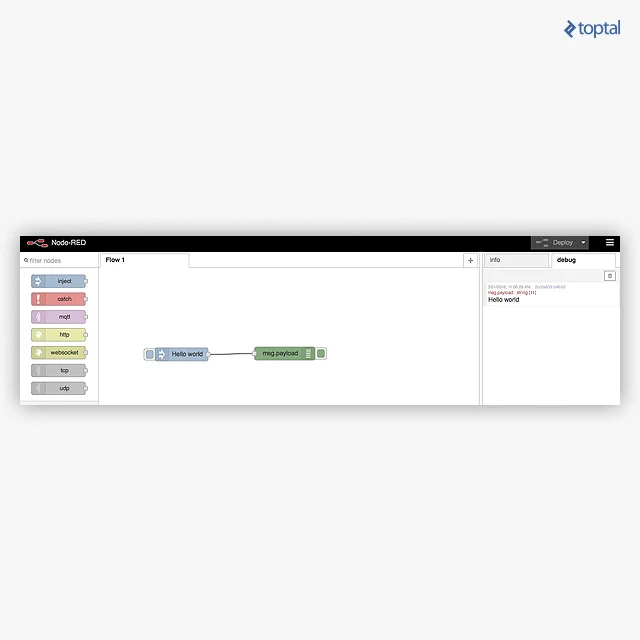 toptal
Node-RED
Deploy
filter nodes
Flow 1
+
info
debug
inject
catch
mqtt
http
websocket
tcp
udp
Hello world
msg.payload
msg.payload : string [11]
Hello world